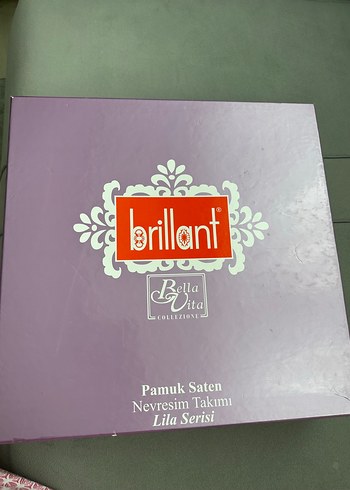 brillant®
Bella
Vita
COLLEZIONE
Pamuk Saten
Nevresim Takımı
Lila Serisi